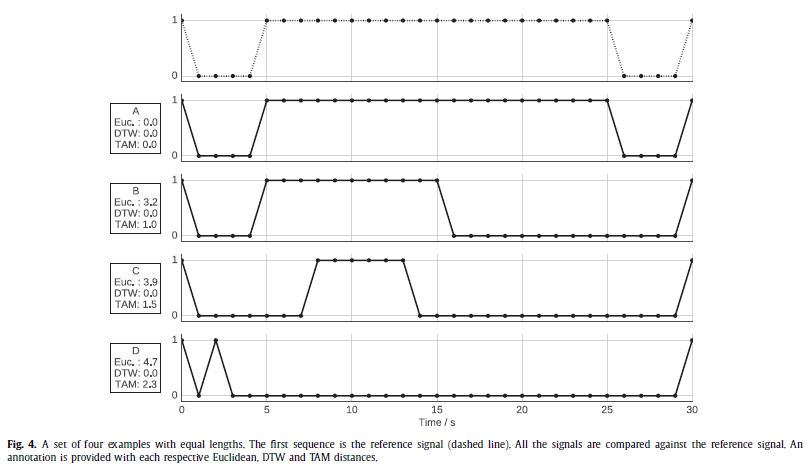 1
0
1
0
A
Euc. : 0.0
DTW: 0.0
TAM: 0.0
1
0
B
Euc. : 3.2
DTW: 0.0
TAM: 1.0
1
0
C
Euc. : 3.9
DTW: 0.0
TAM: 1.5
1
0
D
Euc. : 4.7
DTW: 0.0
TAM: 2.3
0 5 10 15 20 25 30
Time / s
Fig. 4. A set of four examples with equal lengths. The first sequence is the reference signal (dashed line). All the signals are compared against the reference signal. An
annotation is provided with each respective Euclidean, DTW and TAM distances.